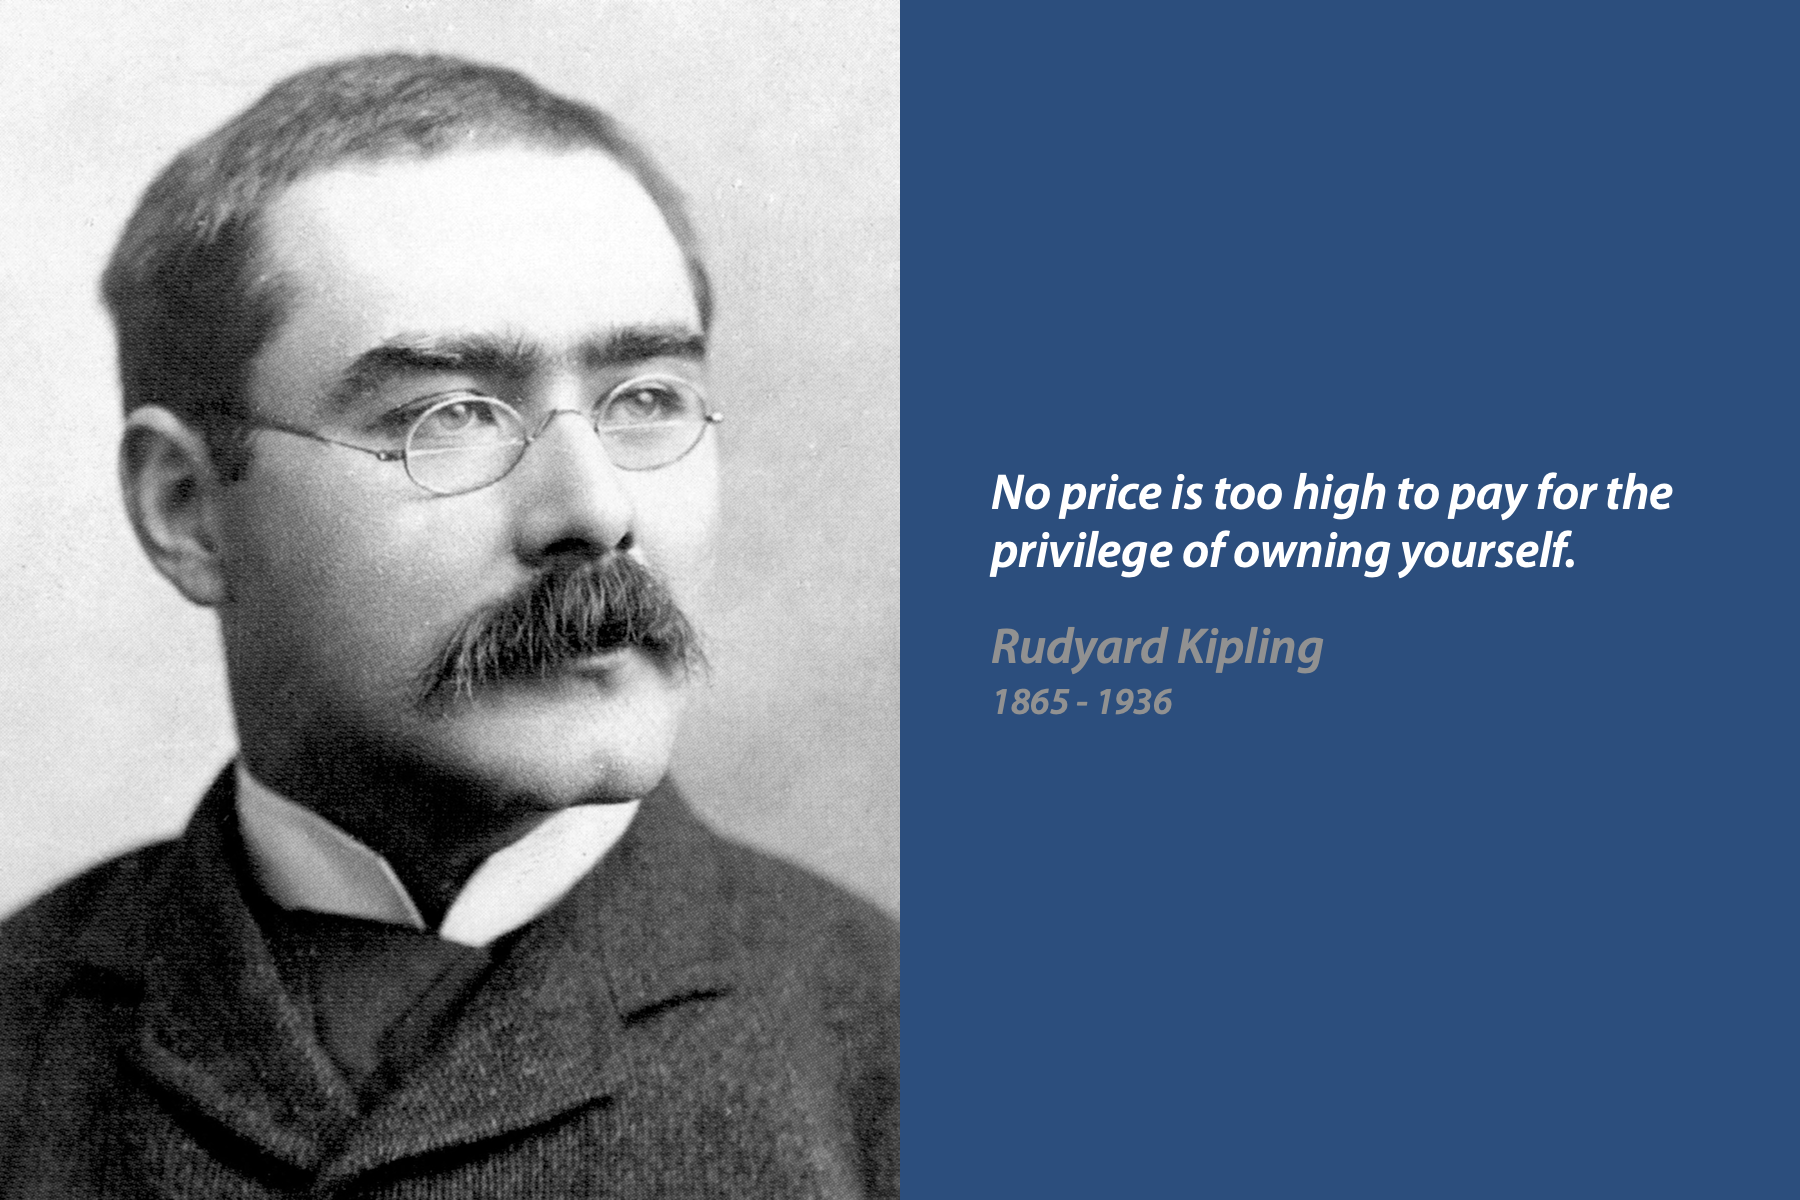 No price is too high to pay for the
privilege of owning yourself.
Rudyard Kipling
1865 - 1936